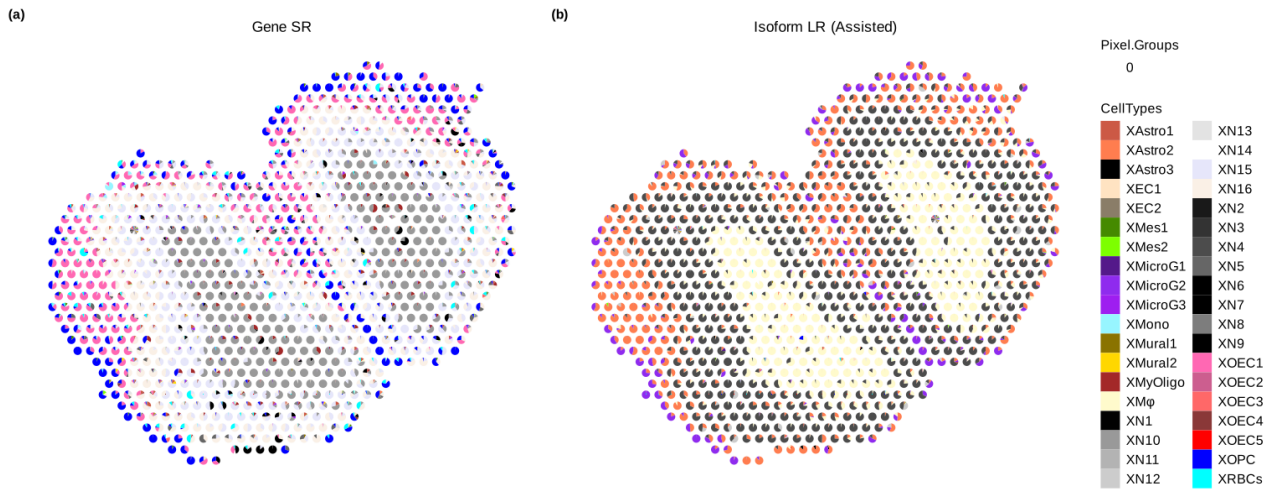 (a)
Gene SR
(b)
Isoform LR (Assisted)
Pixel.Groups
0
CellTypes
XAstro1
XAstro2
XAstro3
XEC1
XEC2
XMes1
XMes2
XMicroG1
XMicroG2
XMicroG3
XMono
XMural1
XMural2
XMyOligo
XMφ
XN1
XN10
XN11
XN12
XN13
XN14
XN15
XN16
XN2
XN3
XN4
XN5
XN6
XN7
XN8
XN9
XOEC1
XOEC2
XOEC3
XOEC4
XOEC5
XOPC
XRBCs